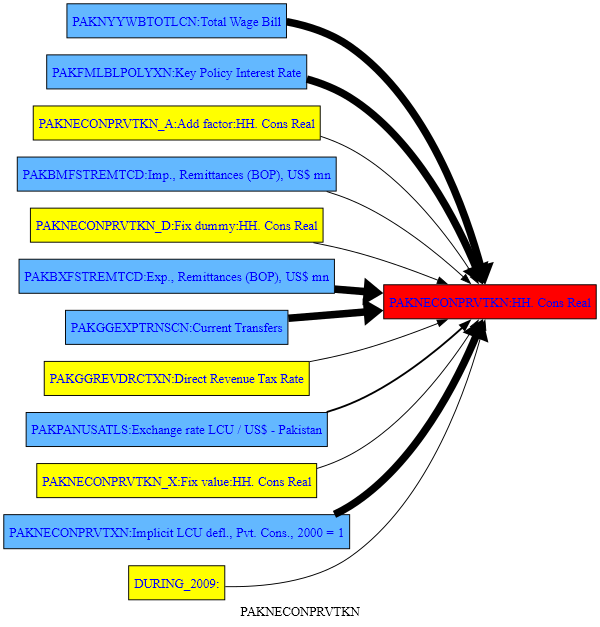 PAKNYYWBTOTLCN:Total Wage Bill
PAKFMLBLPOLYXN:Key Policy Interest Rate
PAKNECONPRVTKN_A:Add factor:HH. Cons Real
PAKBMFSTREMTCD:Imp., Remittances (BOP), US$ mn
PAKNECONPRVTKN_D:Fix dummy:HH. Cons Real
PAKBXFSTREMTCD:Exp., Remittances (BOP), US$ mn
PAKNECONPRVTKN:HH. Cons Real
PAKGGEXPTRNSCN:Current Transfers
PAKGGREVDRCTXN:Direct Revenue Tax Rate
PAKPANUSATLS:Exchange rate LCU / US$ - Pakistan
PAKNECONPRVTKN_X:Fix value:HH. Cons Real
PAKNECONPRVTXN:Implicit LCU defl., Pvt. Cons., 2000 = 1
DURING_2009:
PAKNECONPRVTKN